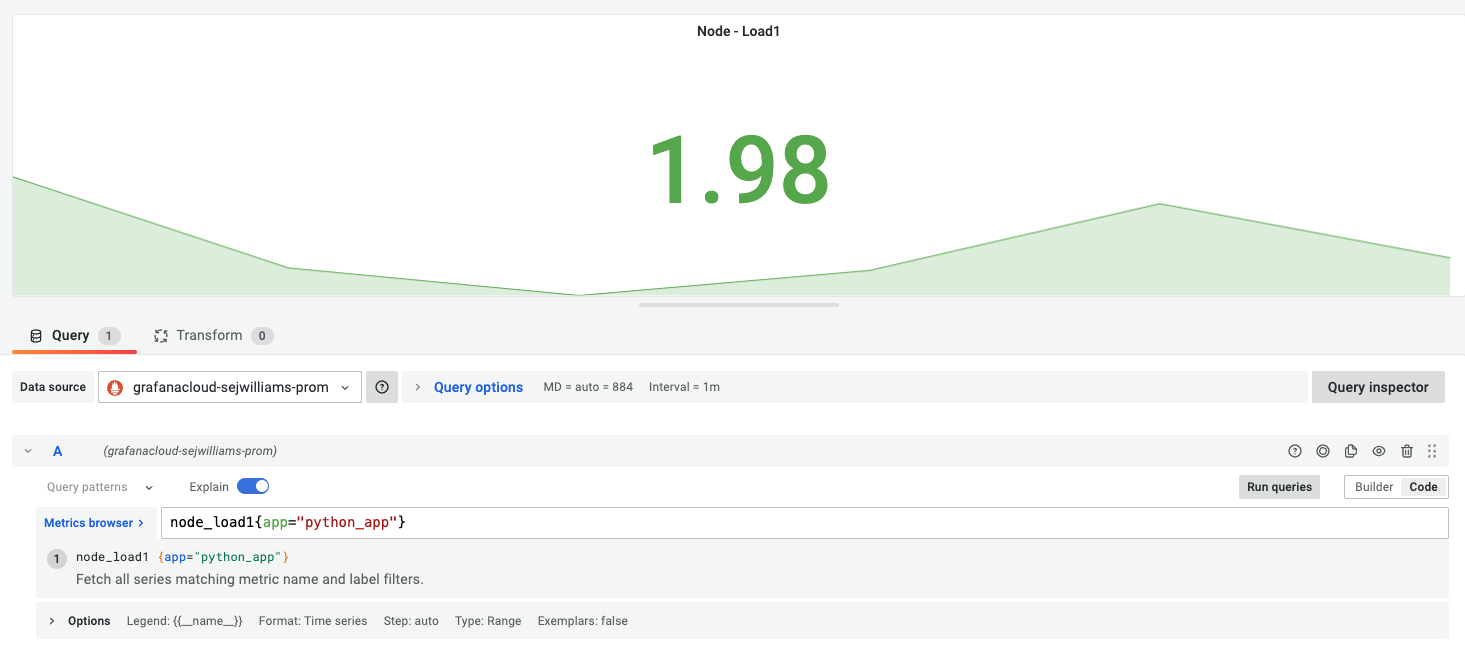 Node - Load1
1.98
Query 1 Transform 0
Data source grafanacloud-sejwilliams-prom Query options MD = auto = 884 Interval = 1m Query inspector
A (grafanacloud-sejwilliams-prom)
Query patterns Explain Run queries Builder Code
Metrics browser node_load1{app="python_app"}
1 node_load1 {app="python_app"}
Fetch all series matching metric name and label filters.
Options Legend: {{__name__}} Format: Time series Step: auto Type: Range Exemplars: false